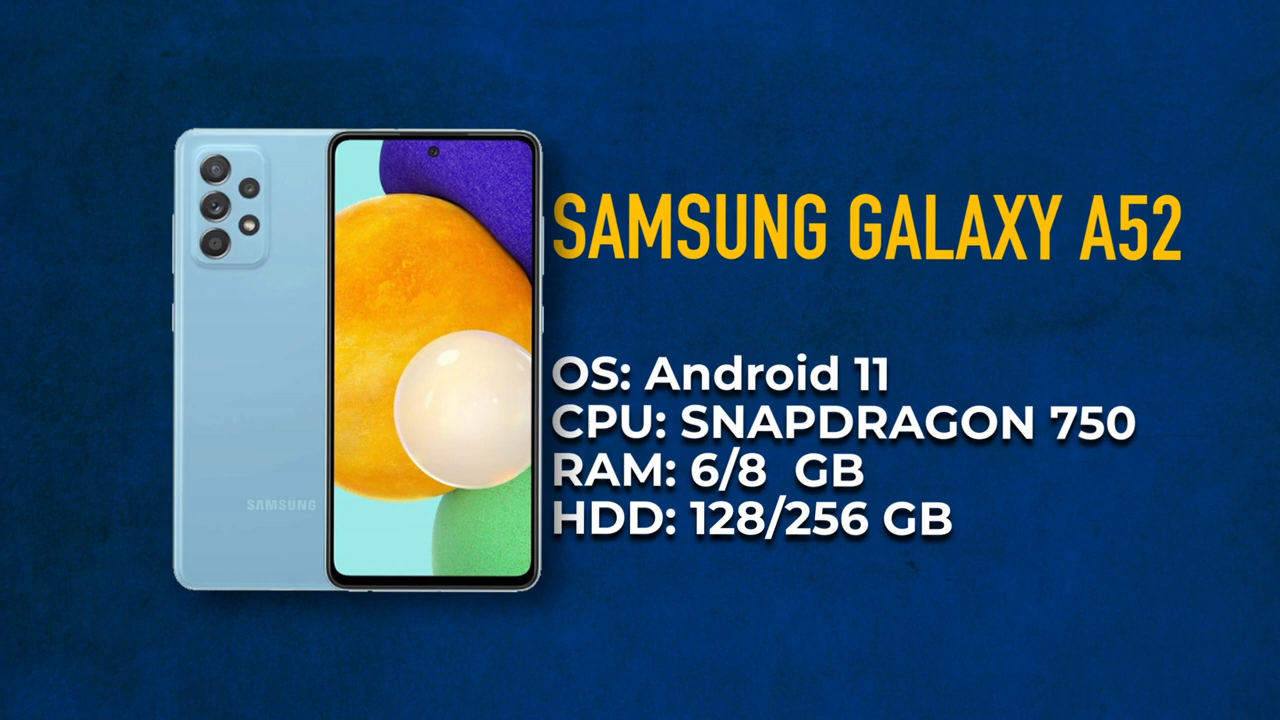 SAMSUNG GALAXY A52
OS: Android 11
CPU: SNAPDRAGON 750
RAM: 6/8 GB
HDD: 128/256 GB
SAMSUNG